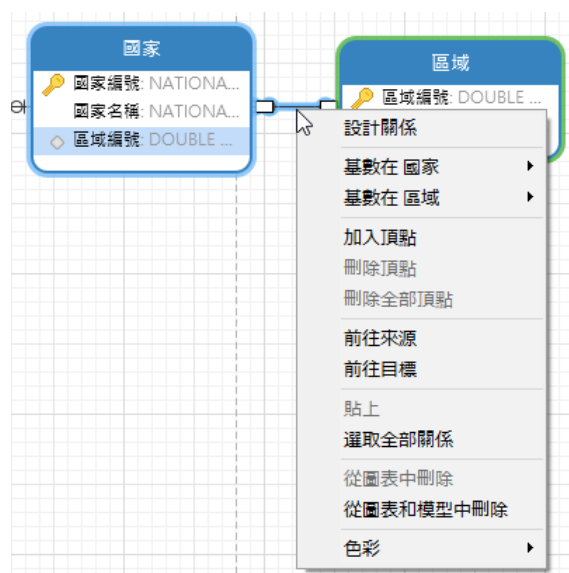 國家
國家編號: NATIONA...
國家名稱: NATIONA...
區域編號: DOUBLE ...
區域
區域編號: DOUBLE ...
設計關係
基數在 國家
基數在 區域
加入頂點
刪除頂點
刪除全部頂點
前往來源
前往目標
貼上
選取全部關係
從圖表中刪除
從圖表和模型中刪除
色彩